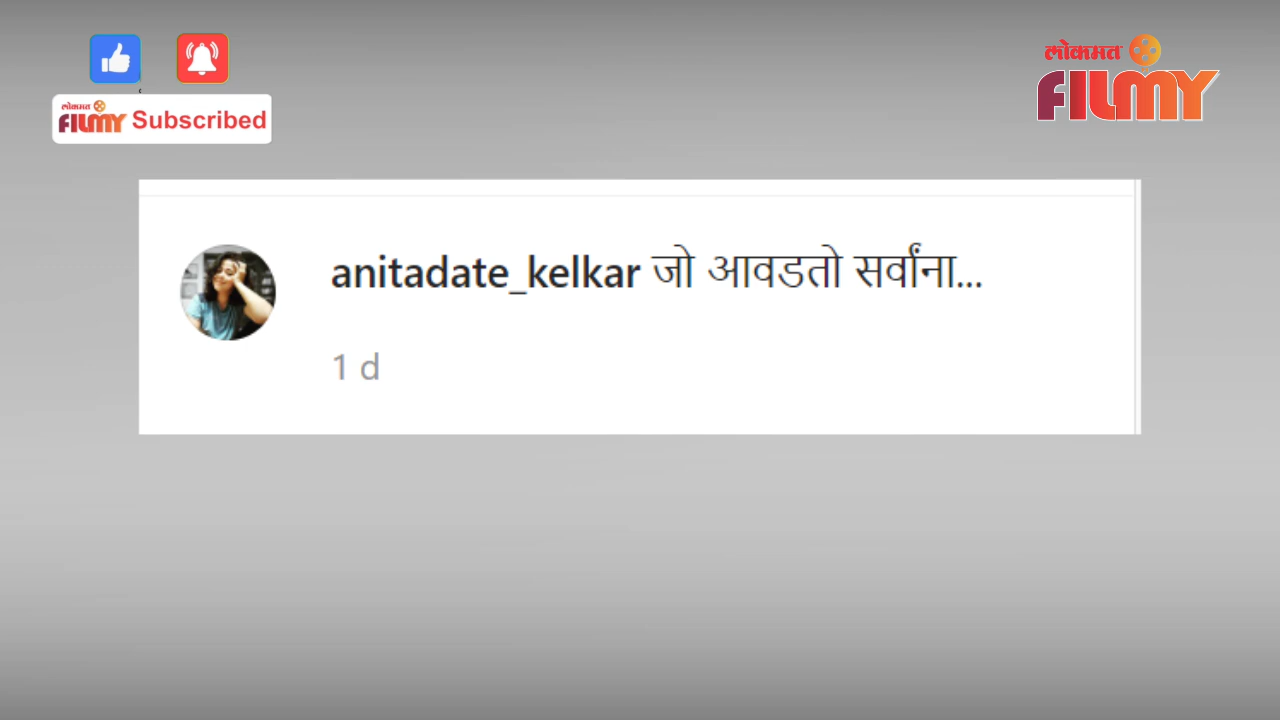 लोकमत
FILMY
लोकमत
FILMY Subscribed
anitadate_kelkar जो आवडतो सर्वांना...
1 d